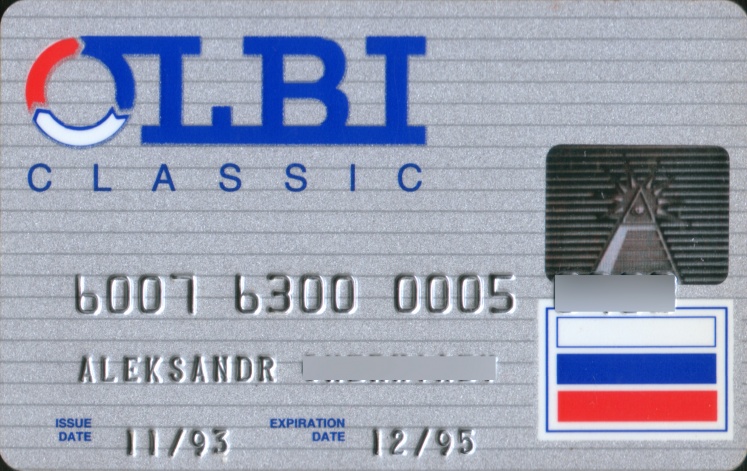 OLBI
CLASSIC
6007 6300 0005
ALEKSANDR
ISSUE DATE 11/93 EXPIRATION DATE 12/95